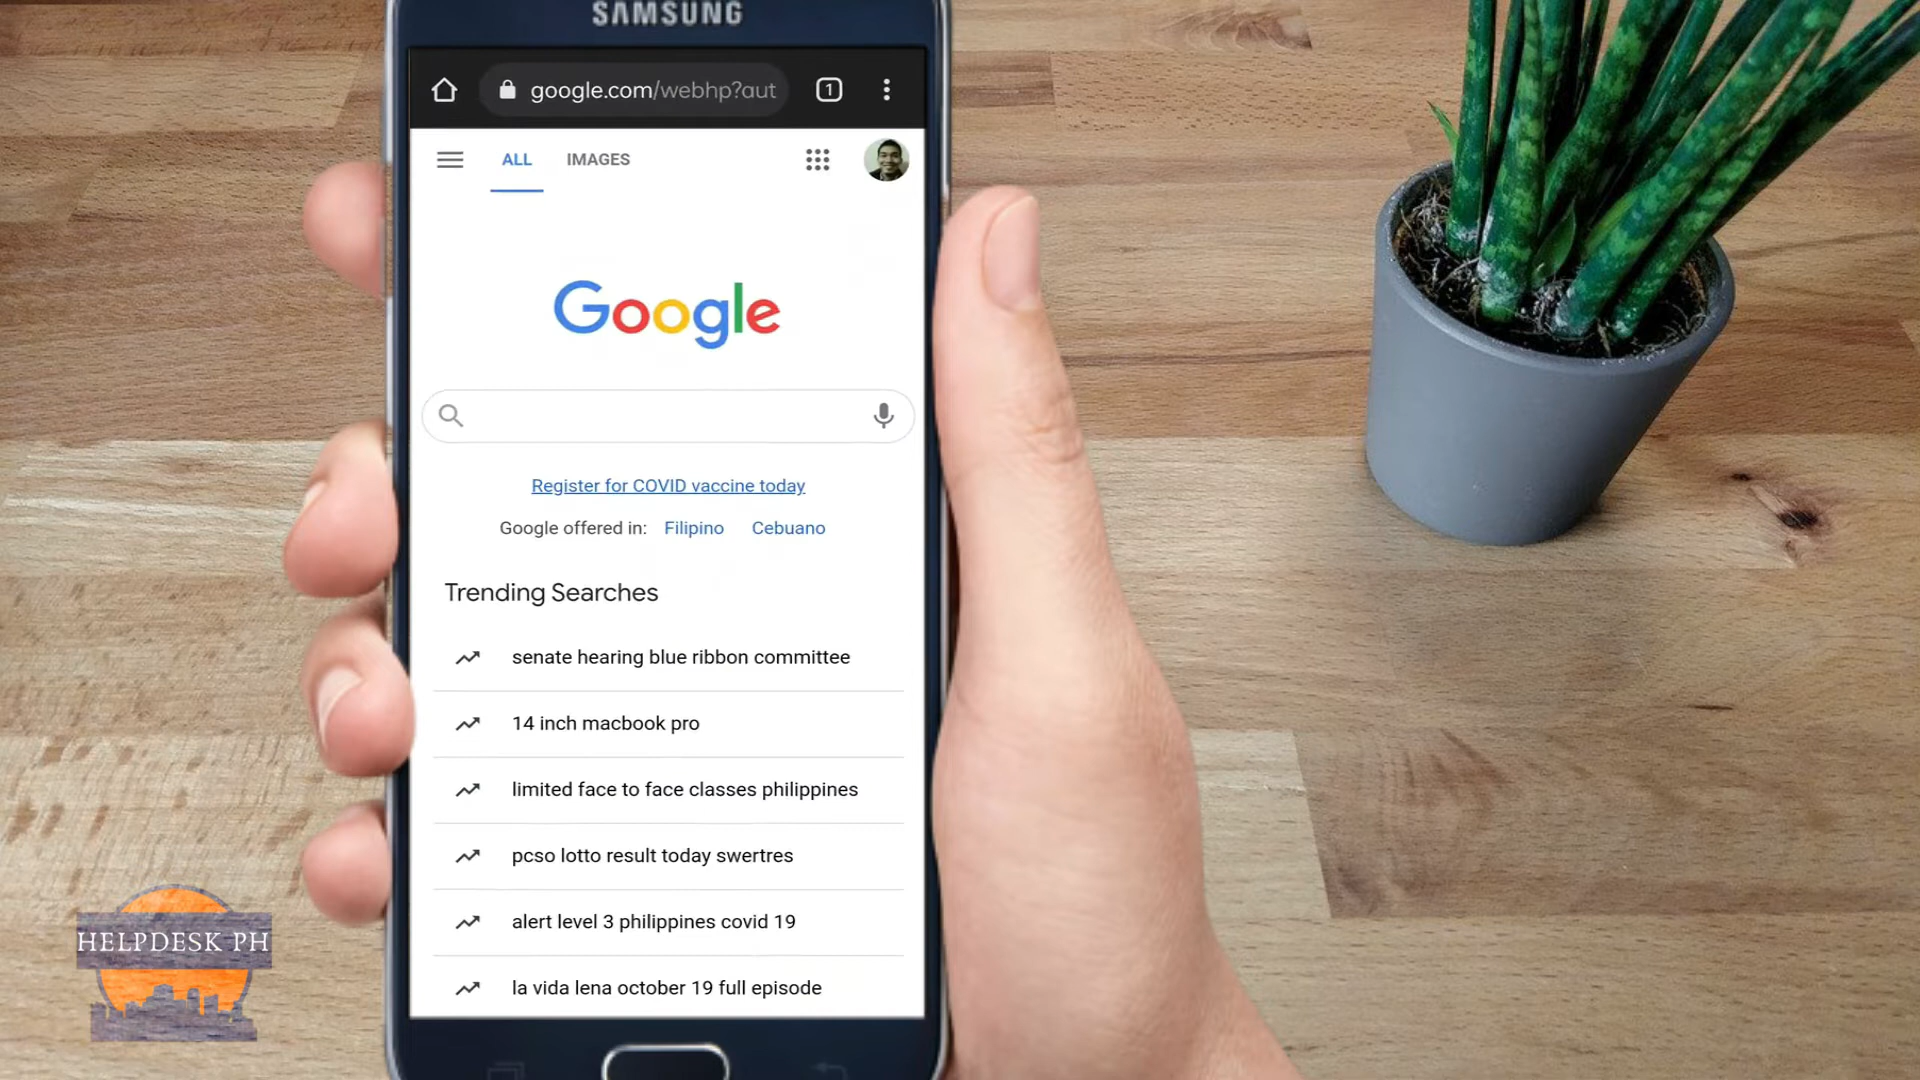 SAMSUNG
google.com/webhp?aut
1
ALL IMAGES
Google
Register for COVID vaccine today
Google offered in: Filipino Cebuano
Trending Searches
senate hearing blue ribbon committee
14 inch macbook pro
limited face to face classes philippines
pcso lotto result today swertres
alert level 3 philippines covid 19
la vida lena october 19 full episode
HELPDESK PH